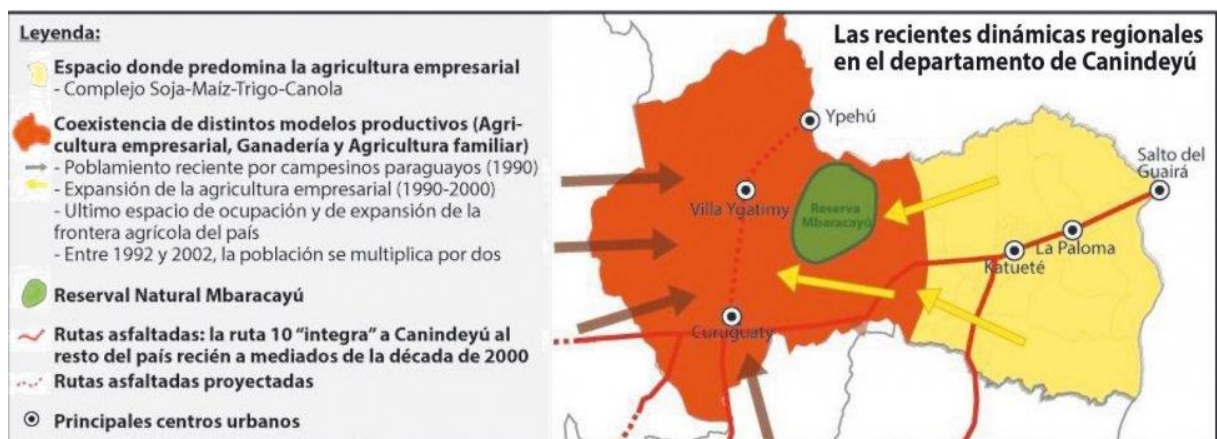 Leyenda:
Espacio donde predomina la agricultura empresarial
- Complejo Soja-Maíz-Trigo-Canola
Coexistencia de distintos modelos productivos (Agri-
cultura empresarial, Ganadería y Agricultura familiar)
- Poblamiento reciente por campesinos paraguayos (1990)
- Expansión de la agricultura empresarial (1990-2000)
- Ultimo espacio de ocupación y de expansión de la
frontera agrícola del país
- Entre 1992 y 2002, la población se multiplica por dos
Reserval Natural Mbaracayú
Rutas asfaltadas: la ruta 10 "integra" a Canindeyú al
resto del país recién a mediados de la década de 2000
Rutas asfaltadas proyectadas
Principales centros urbanos
Las recientes dinámicas regionales
en el departamento de Canindeyú
Ypehú
Salto del
Guairá
Villa Ygatimy
Reserva
Mbaracayú
La Paloma
Katueté
Curuguaty